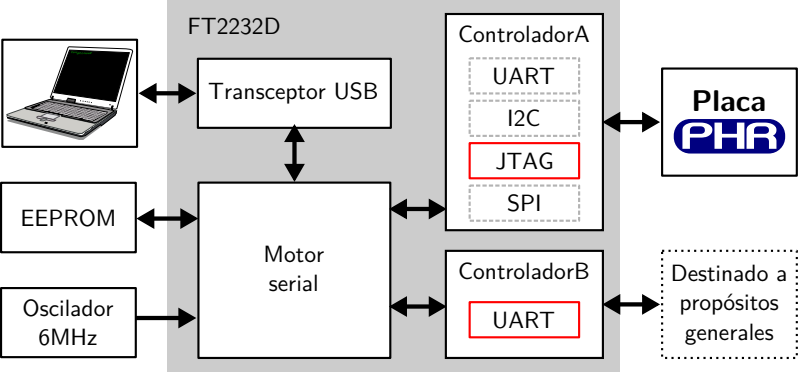 FT2232D
ControladorA
UART
I2C
JTAG
SPI
Transceptor USB
Placa
PHR
EEPROM
Motor
serial
ControladorB
UART
Oscilador
6MHz
Destinado a
propósitos
generales